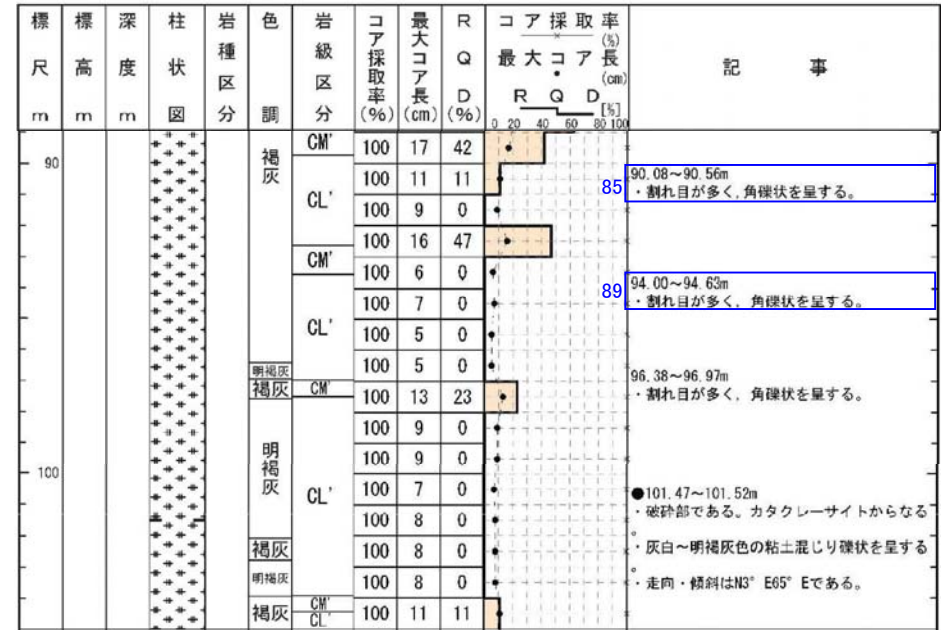 標尺m
標高m
深度m
柱状図
岩種区分
色調
岩級区分
コア採取率(%)
最大コア長(cm)
RQD(%)
コア採取率(%)
最大コア長(cm)
RQD[%]
0 20 40 60 80 100
記事
90
100
褐灰
明褐灰
褐灰
明褐灰
褐灰
明褐灰
褐灰
CM'
CL'
CM'
CL'
CM'
CL'
CM'
CL'
100 17 42
100 11 11
100 9 0
100 16 47
100 6 0
100 7 0
100 5 0
100 5 0
100 13 23
100 9 0
100 9 0
100 7 0
100 8 0
100 8 0
100 8 0
100 11 11
85
90.08～90.56m
・割れ目が多く,角礫状を呈する。
89
94.00～94.63m
・割れ目が多く，角礫状を呈する。
96.38～96.97m
・割れ目が多く，角礫状を呈する。
●101.47～101.52m
・破砕部である。カタクレーサイトからなる
。
・灰白～明褐灰色の粘土混じり礫状を呈する
。
・走向・傾斜はN3°E65°Eである。